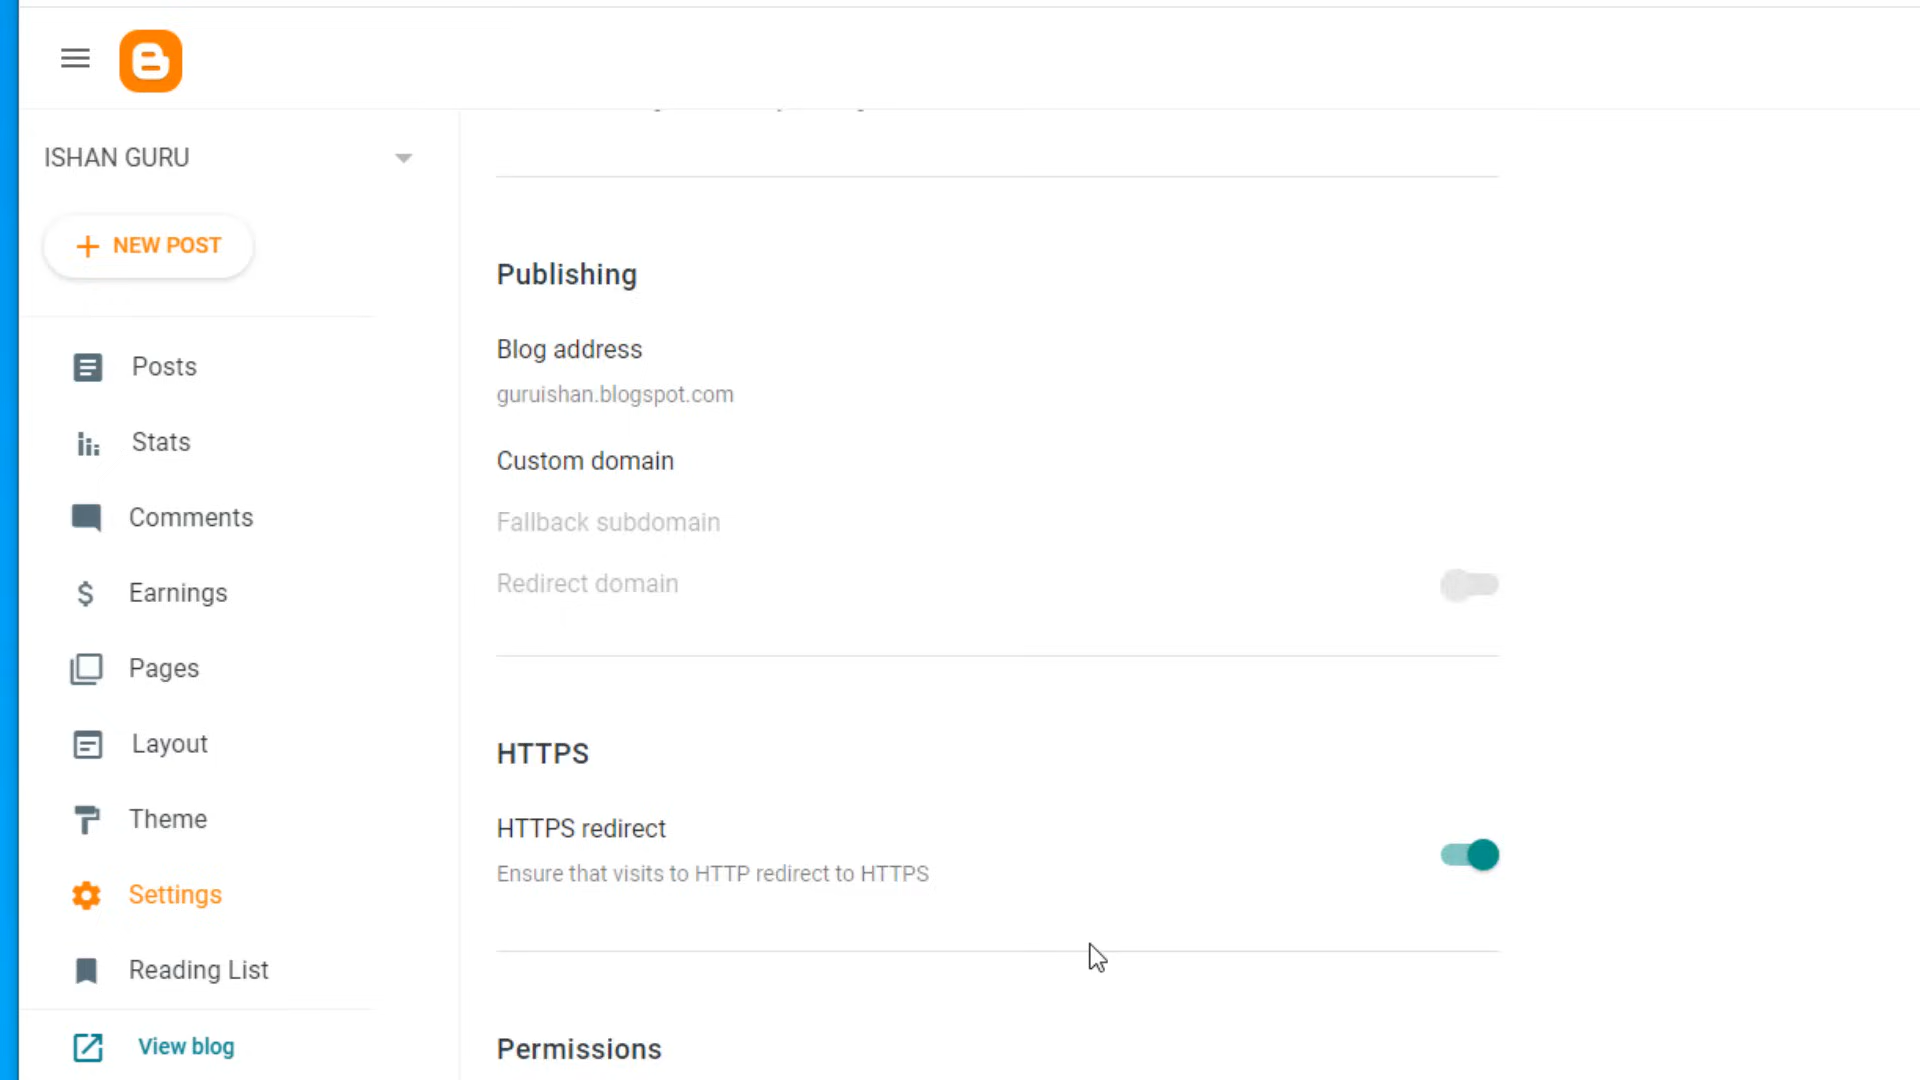 ISHAN GURU
NEW POST
Posts
Stats
Comments
Earnings
Pages
Layout
Theme
Settings
Reading List
View blog
Publishing
Blog address
guruishan.blogspot.com
Custom domain
Fallback subdomain
Redirect domain
HTTPS
HTTPS redirect
Ensure that visits to HTTP redirect to HTTPS
Permissions